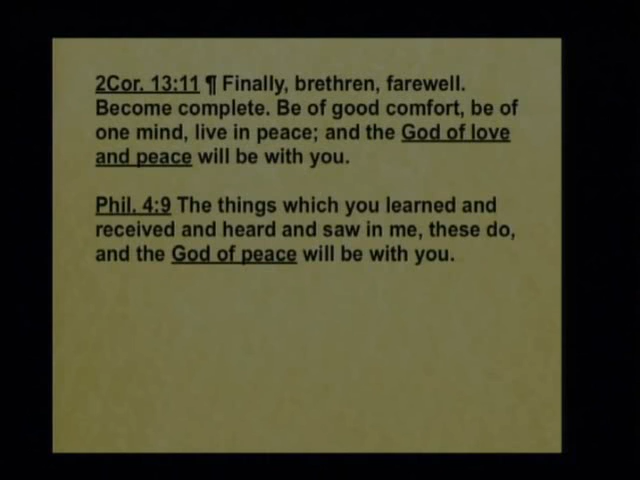 2Cor. 13:11 ¶ Finally, brethren, farewell.
Become complete. Be of good comfort, be of
one mind, live in peace; and the God of love
and peace will be with you.
Phil. 4:9 The things which you learned and
received and heard and saw in me, these do,
and the God of peace will be with you.